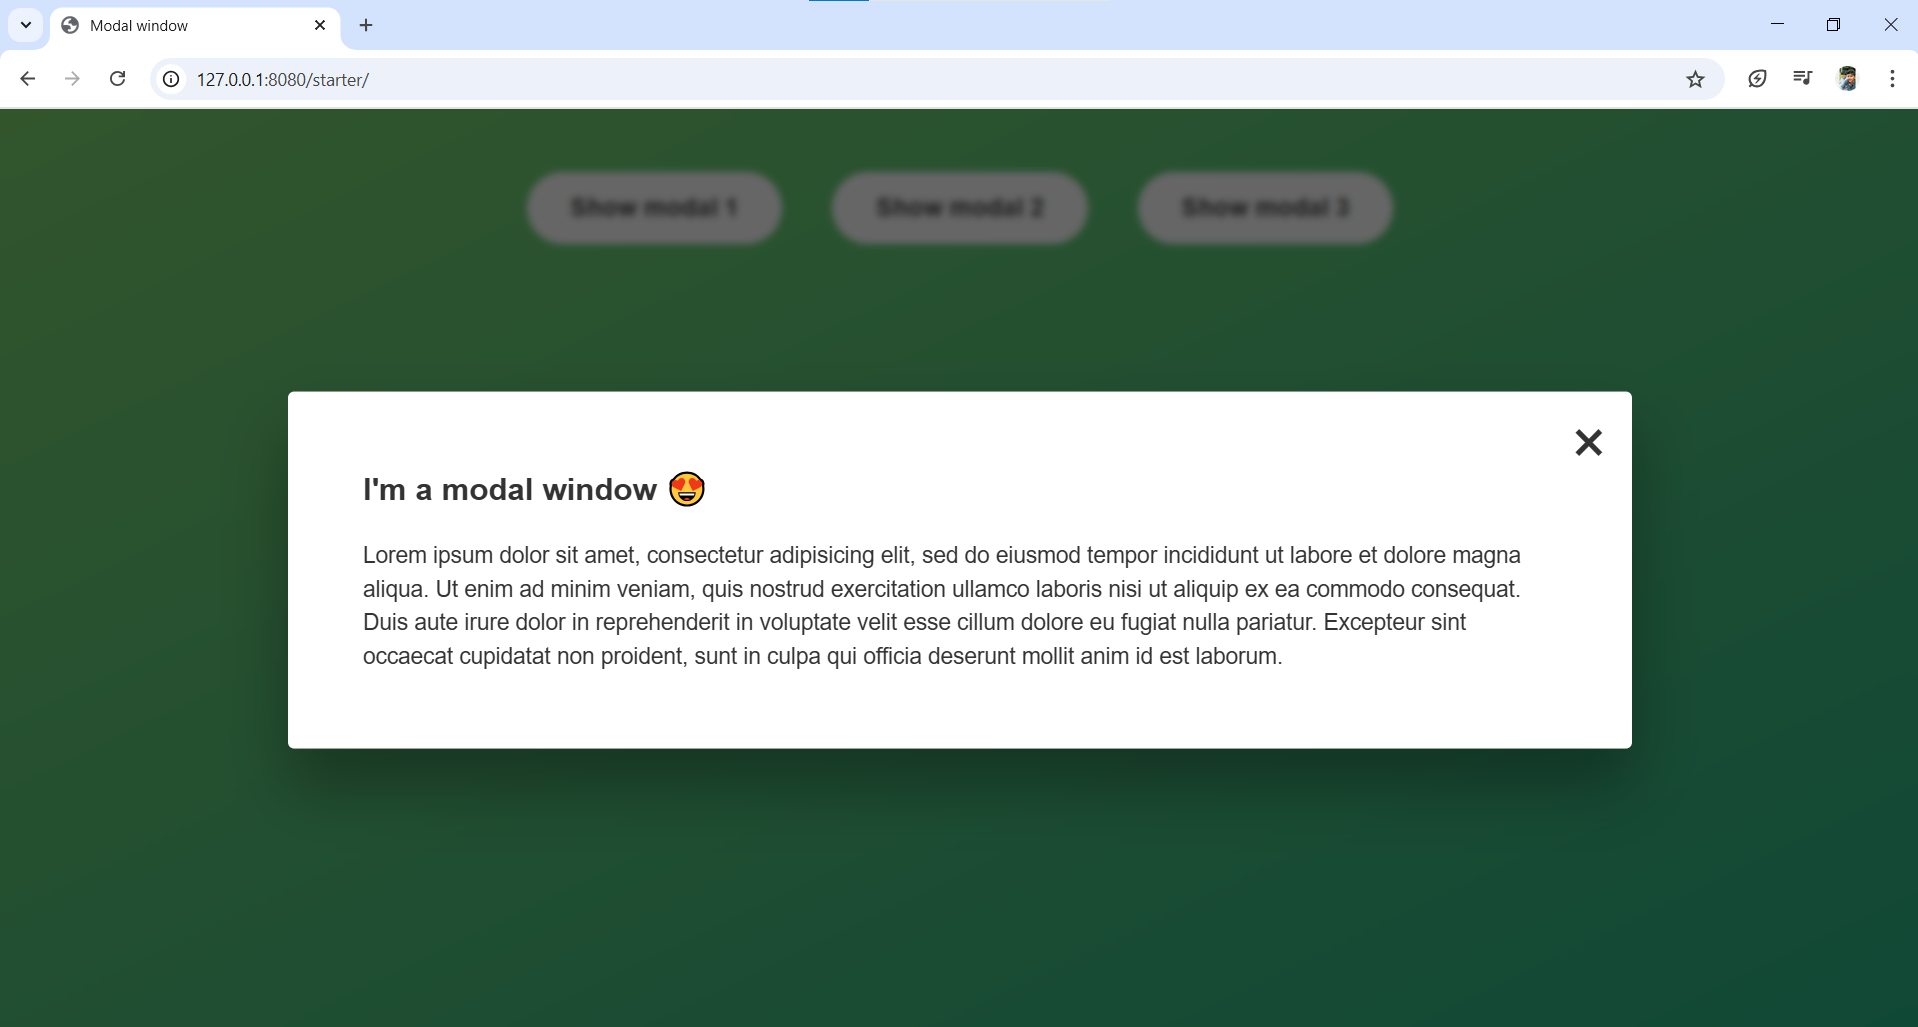 Modal window
127.0.0.1:8080/starter/
Show modal 1 Show modal 2 Show modal 3
I'm a modal window 😍
Lorem ipsum dolor sit amet, consectetur adipisicing elit, sed do eiusmod tempor incididunt ut labore et dolore magna
aliqua. Ut enim ad minim veniam, quis nostrud exercitation ullamco laboris nisi ut aliquip ex ea commodo consequat.
Duis aute irure dolor in reprehenderit in voluptate velit esse cillum dolore eu fugiat nulla pariatur. Excepteur sint
occaecat cupidatat non proident, sunt in culpa qui officia deserunt mollit anim id est laborum.